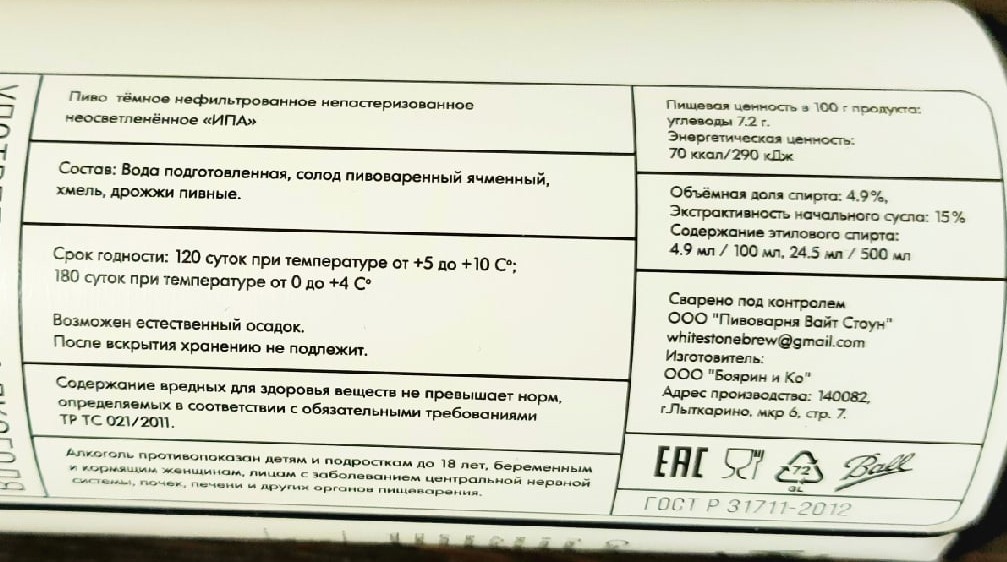 Пиво тёмное нефильтрованное непастеризованное
неосветленённое «ИПА»
Состав: Вода подготовленная, солод пивоваренный ячменный,
хмель, дрожжи пивные.
Срок годности: 120 суток при температуре от +5 до +10 С°;
180 суток при температуре от 0 до +4 С°
Возможен естественный осадок.
После вскрытия хранению не подлежит.
Содержание вредных для здоровья веществ не превышает норм,
определяемых в соответствии с обязательными требованиями
ТР ТС 021/2011.
Алкоголь противопоказан детям и подросткам до 18 лет, беременным
и кормящим женщинам, лицам с заболеванием центральной нервной
системы, почек, печени и других органов пищеварения.
Пищевая ценность в 100 г продукта:
углеводы 7.2 г.
Энергетическая ценность:
70 ккал/290 кДж
Объёмная доля спирта: 4.9%,
Экстрактивность начального сусла: 15%
Содержание этилового спирта:
4.9 мл / 100 мл, 24.5 мл / 500 мл
Сварено под контролем
ООО "Пивоварня Вайт Стоун"
whitestonebrew@gmail.com
Изготовитель:
ООО "Боярин и Ко"
Адрес производства: 140082,
г.Лыткарино, мкр 6, стр. 7.
ЕАС 72 Ball
GL
ГОСТ Р 31711-2012